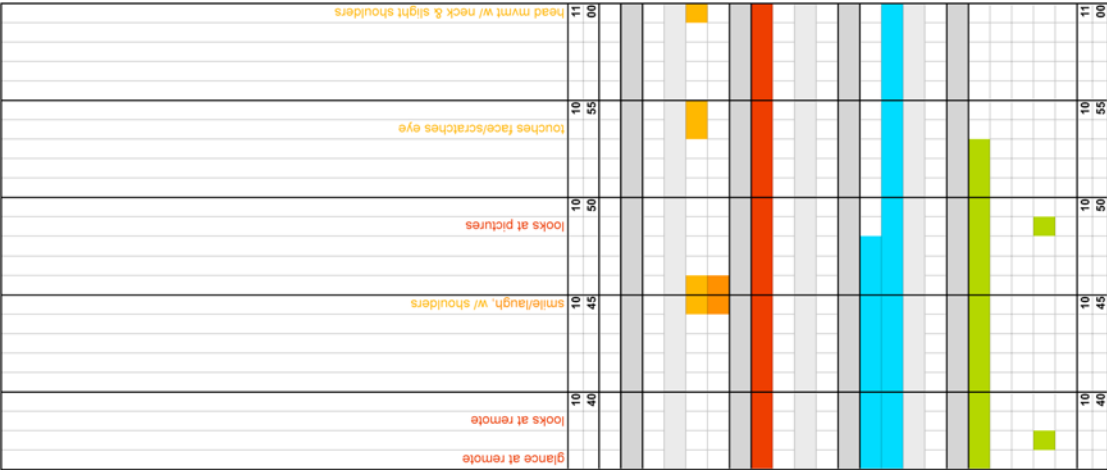 glance at remote
looks at remote
10 40
10 40
smile/laugh, w/ shoulders
10 45
10 45
looks at pictures
10 50
10 50
touches face/scratches eye
10 55
10 55
head mvmt w/ neck & slight shoulders
11 00
11 00